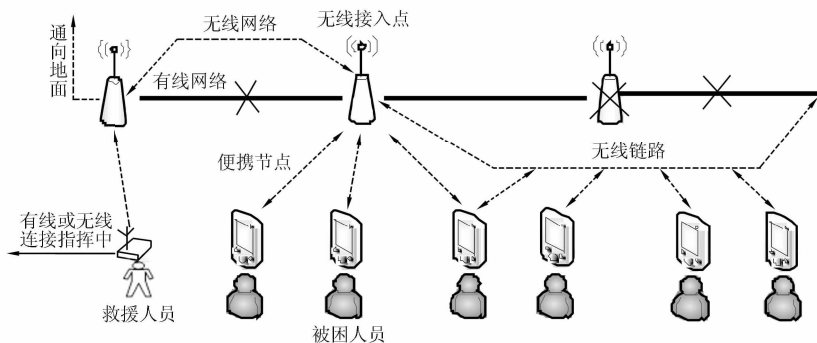 通向地面
无线网络
无线接入点
有线网络
便携节点
无线链路
有线或无线
连接指挥中
救援人员
被困人员